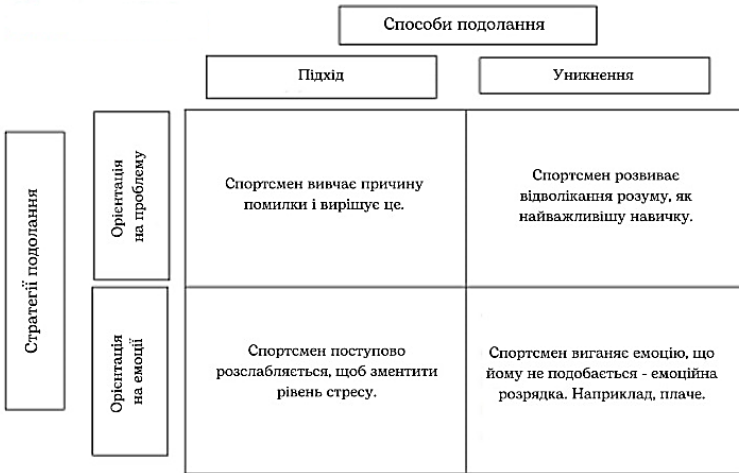 Способи подолання
Підхід
Уникнення
Стратегії подолання
Орієнтація
на проблему
Спортсмен вивчає причину
помилки і вирішує це.
Спортсмен розвиває
відволікання розуму, як
найважливішу навичку.
Орієнтація
на емоції
Спортсмен поступово
розслабляється, щоб зментити
рівень стресу.
Спортсмен виганяє емоцію, що
йому не подобається - емоційна
розрядка. Наприклад, плаче.